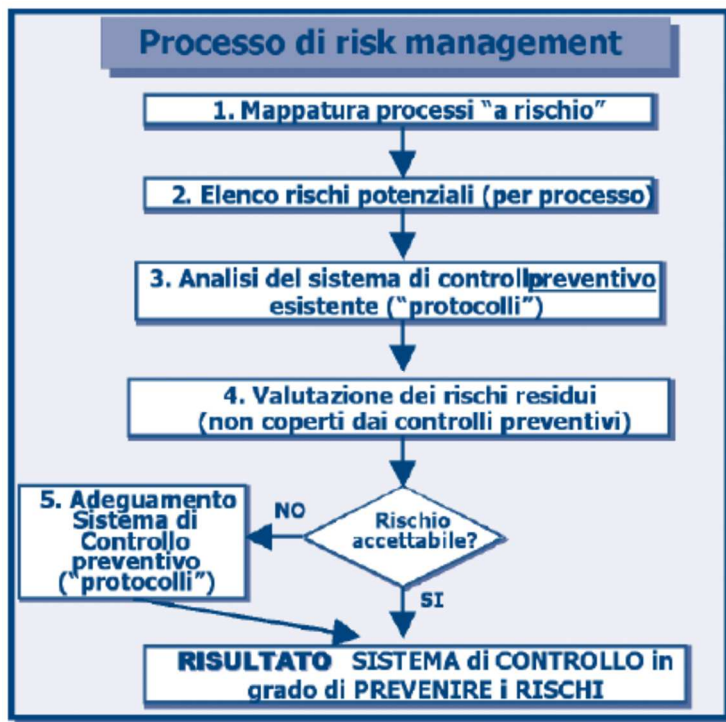 Processo di risk management
1. Mappatura processi “a rischio”
2. Elenco rischi potenziali (per processo)
3. Analisi del sistema di controllo preventivo
esistente (“protocolli”)
4. Valutazione dei rischi residui
(non coperti dai controlli preventivi)
Rischio
accettabile?
NO
5. Adeguamento
Sistema di
Controllo
preventivo
(“protocolli”)
SI
RISULTATO SISTEMA di CONTROLLO in
grado di PREVENIRE i RISCHI